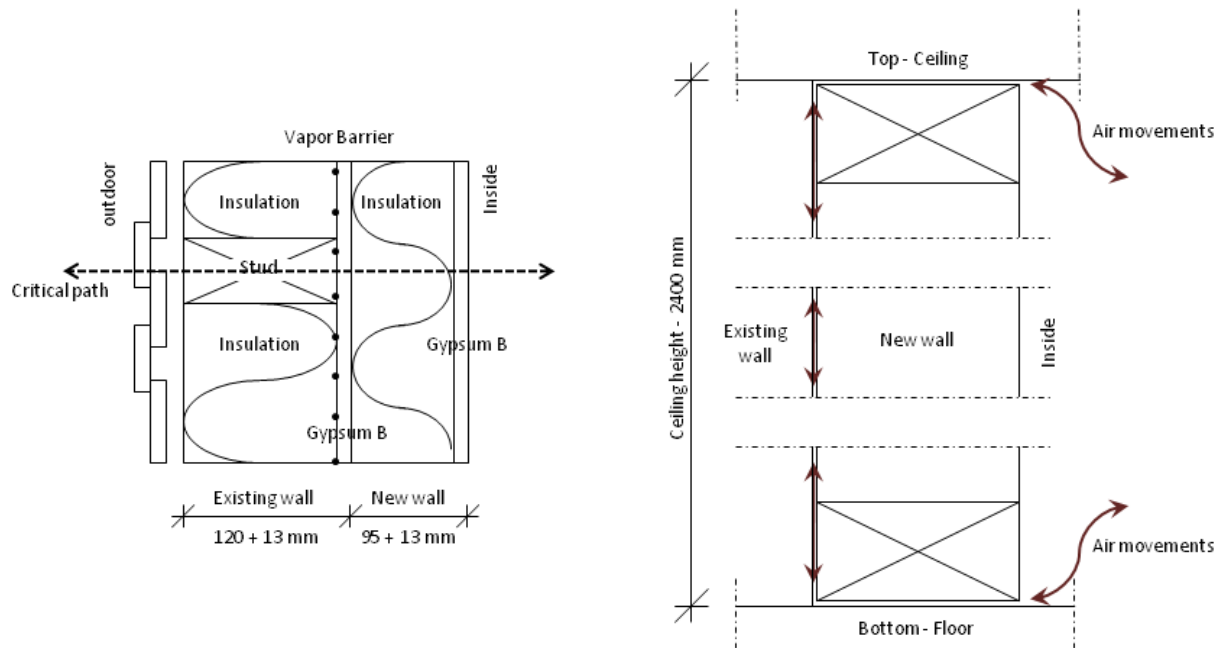 Vapor Barrier
outdoor
Insulation
Insulation
Inside
Stud
Critical path
Insulation
Gypsum B
Gypsum B
Existing wall
New wall
120 + 13 mm
95 + 13 mm
Top - Ceiling
Air movements
Ceiling height - 2400 mm
Existing
wall
New wall
Inside
Air movements
Bottom - Floor